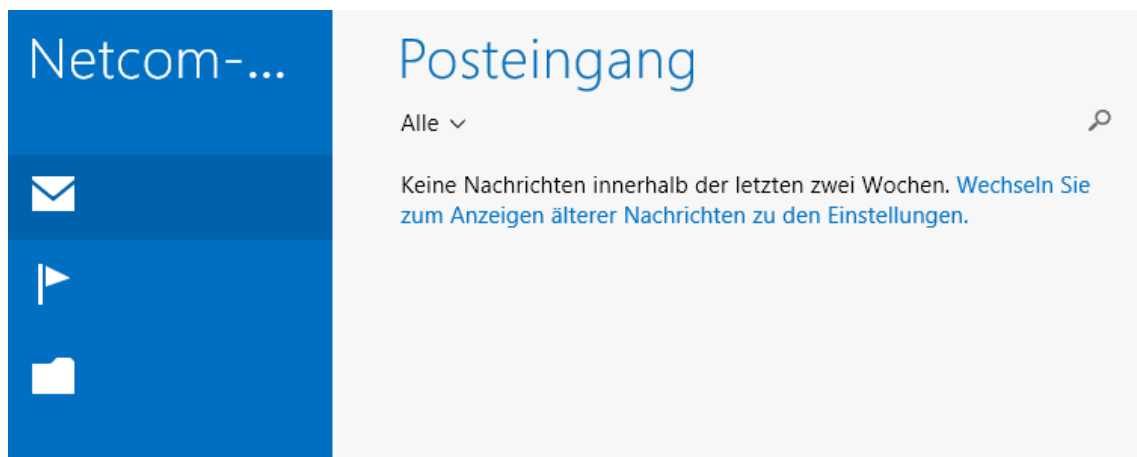 Netcom-...
Posteingang
Alle
Keine Nachrichten innerhalb der letzten zwei Wochen. Wechseln Sie
zum Anzeigen älterer Nachrichten zu den Einstellungen.